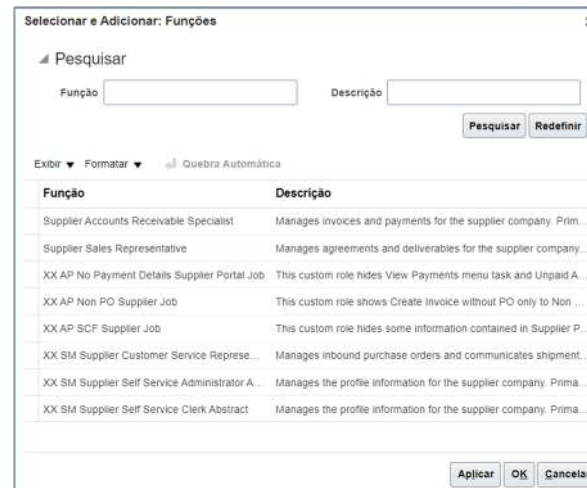 Selecionar e Adicionar: Funções
Pesquisar
Função Descrição
Pesquisar Redefinir
Exibir Formatar Quebra Automática
Função Descrição
Supplier Accounts Receivable Specialist Manages invoices and payments for the supplier company. Prim...
Supplier Sales Representative Manages agreements and deliverables for the supplier company...
XX AP No Payment Details Supplier Portal Job This custom role hides View Payments menu task and Unpaid A...
XX AP Non PO Supplier Job This custom role shows Create Invoice without PO only to Non ...
XX AP SCF Supplier Job This custom role hides some information contained in Supplier P...
XX SM Supplier Customer Service Represe... Manages inbound purchase orders and communicates shipment...
XX SM Supplier Self Service Administrator A... Manages the profile information for the supplier company. Prima...
XX SM Supplier Self Service Clerk Abstract Manages the profile information for the supplier company. Prima...
Aplicar OK Cancelar